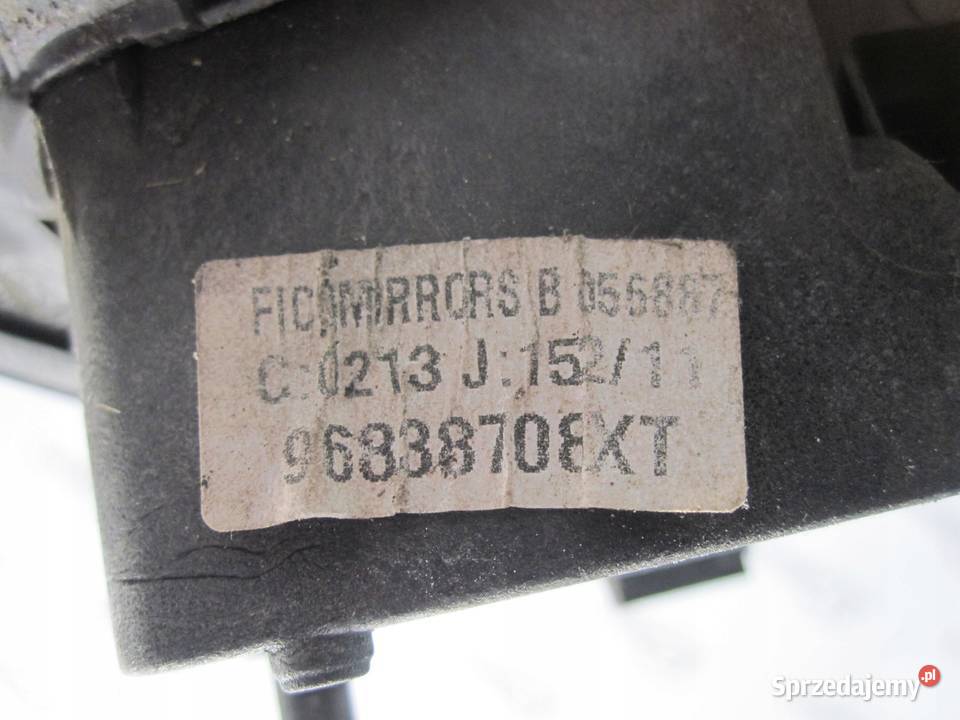 FICOMIRRORS B 056887
C:0213 J:152/11
96838708XT
Sprzedajemy.pl